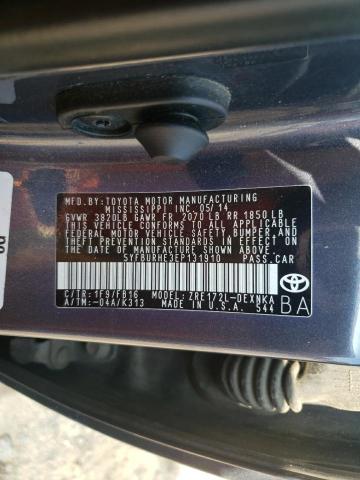 MFD.BY:TOYOTA MOTOR MANUFACTURING
MISSISSIPPI INC. 05/14
GVWR 3820LB GAWR FR 2070LB RR 1850LB
THIS VEHICLE CONFORMS TO ALL APPLICABLE
FEDERAL MOTOR VEHICLE SAFETY, BUMPER, AND
THEFT PREVENTION STANDARDS IN EFFECT ON
THE DATE OF MANUFACTURE SHOWN ABOVE.
5YFBURHE3EP131910 PASS.CAR
C/TR:1F9/FB16 MODEL: ZRE172L-DEXNKA
A/TM:-04A/K313 MADE IN U.S.A. 544
BA